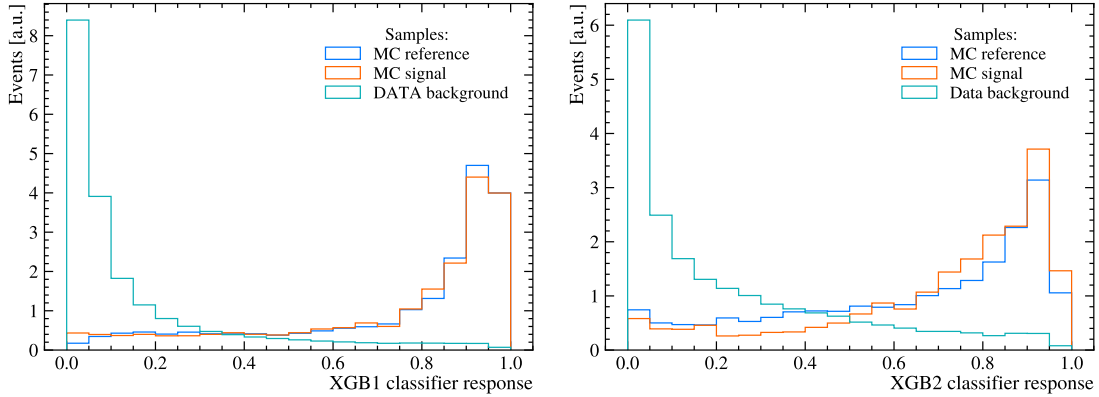 Events [a.u.]
8
7
6
5
4
3
2
1
0
Samples:
MC reference
MC signal
DATA background
0.0 0.2 0.4 0.6 0.8 1.0
XGB1 classifier response
Events [a.u.]
6
5
4
3
2
1
0
Samples:
MC reference
MC signal
Data background
0.0 0.2 0.4 0.6 0.8 1.0
XGB2 classifier response